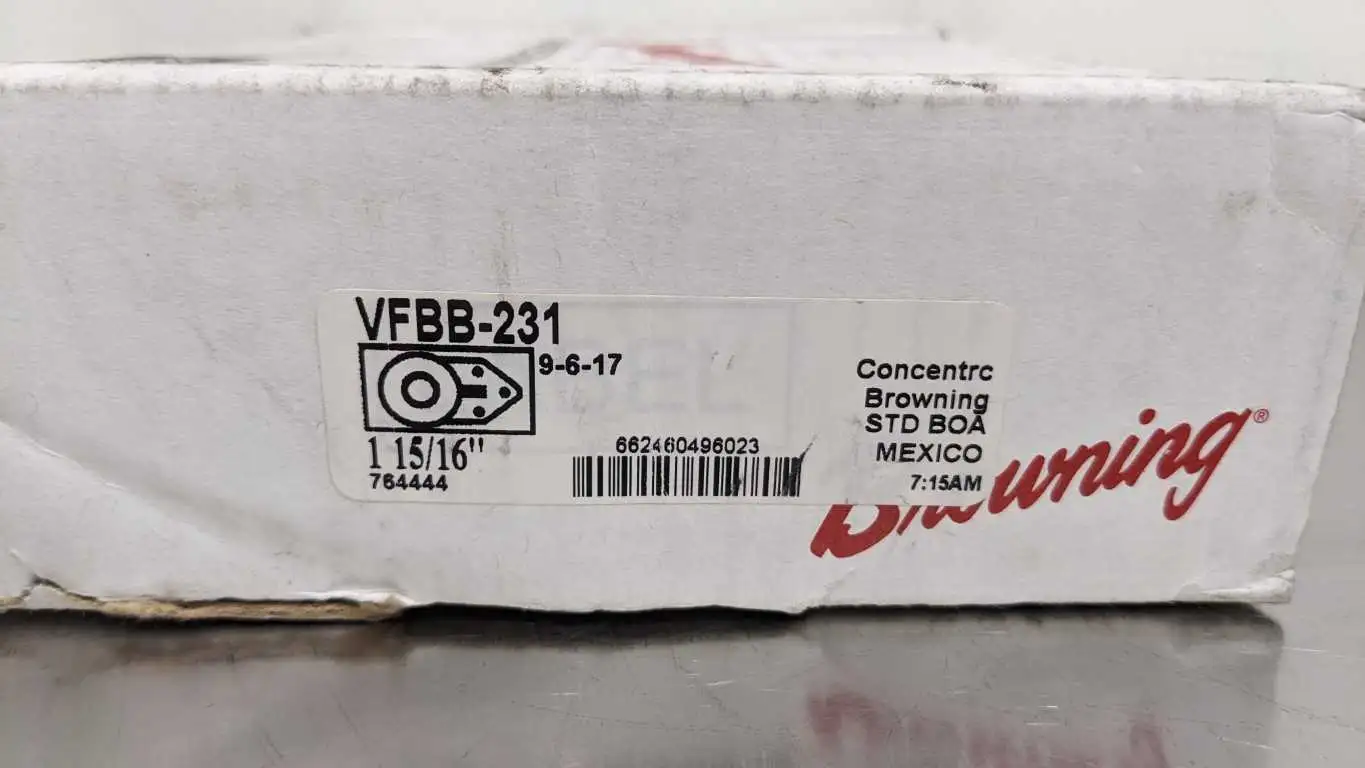 VFBB-231
9-6-17
1 15/16"
764444
662460496023
Concentrc
Browning
STD BOA
MEXICO
7:15AM
Browning®